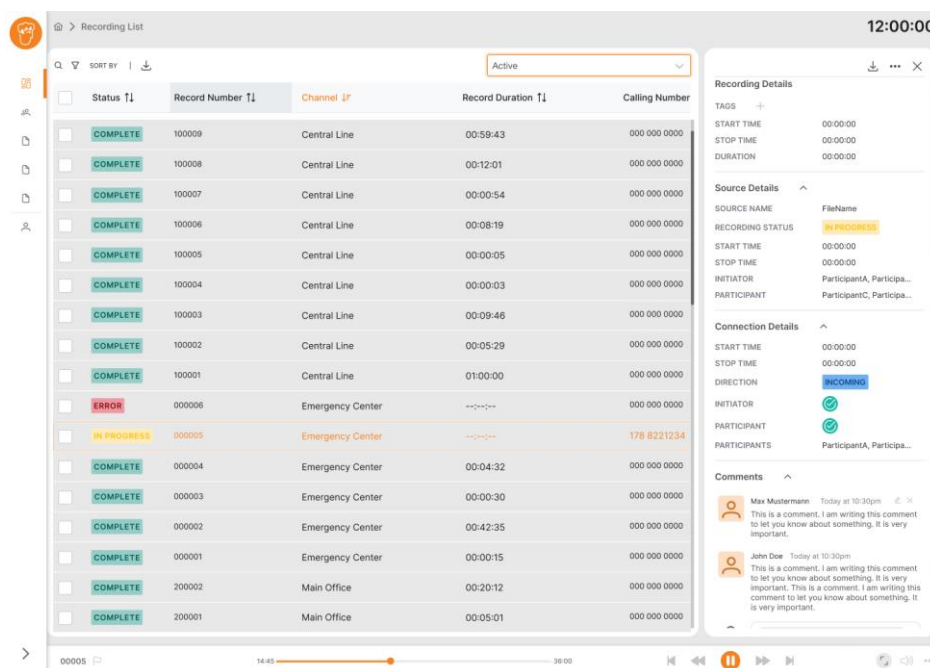 Recording List
12:00:00
SORT BY
Active
Status Record Number Channel Record Duration Calling Number
COMPLETE 100009 Central Line 00:59:43 000 000 0000
COMPLETE 100008 Central Line 00:12:01 000 000 0000
COMPLETE 100007 Central Line 00:00:54 000 000 0000
COMPLETE 100006 Central Line 00:08:19 000 000 0000
COMPLETE 100005 Central Line 00:00:05 000 000 0000
COMPLETE 100004 Central Line 00:00:03 000 000 0000
COMPLETE 100003 Central Line 00:09:46 000 000 0000
COMPLETE 100002 Central Line 00:05:29 000 000 0000
COMPLETE 100001 Central Line 01:00:00 000 000 0000
ERROR 000006 Emergency Center --:--:-- 000 000 0000
IN PROGRESS 000005 Emergency Center --:--:-- 178 8221234
COMPLETE 000004 Emergency Center 00:04:32 000 000 0000
COMPLETE 000003 Emergency Center 00:00:30 000 000 0000
COMPLETE 000002 Emergency Center 00:42:35 000 000 0000
COMPLETE 000001 Emergency Center 00:00:15 000 000 0000
COMPLETE 200002 Main Office 00:20:12 000 000 0000
COMPLETE 200001 Main Office 00:05:01 000 000 0000
Recording Details
TAGS
START TIME 00:00:00
STOP TIME 00:00:00
DURATION 00:00:00
Source Details
SOURCE NAME FileName
RECORDING STATUS IN PROGRESS
START TIME 00:00:00
STOP TIME 00:00:00
INITIATOR ParticipantA, Participa...
PARTICIPANT ParticipantC, Participa...
Connection Details
START TIME 00:00:00
STOP TIME 00:00:00
DIRECTION INCOMING
INITIATOR
PARTICIPANT
PARTICIPANTS ParticipantA, Participa...
Comments
Max Mustermann Today at 10:30pm
This is a comment. I am writing this comment
to let you know about something. It is very
important.
John Doe Today at 10:30pm
This is a comment. I am writing this comment
to let you know about something. It is very
important. This is a comment. I am writing this
comment to let you know about something. It
is very important.
00005 14:45 36:00